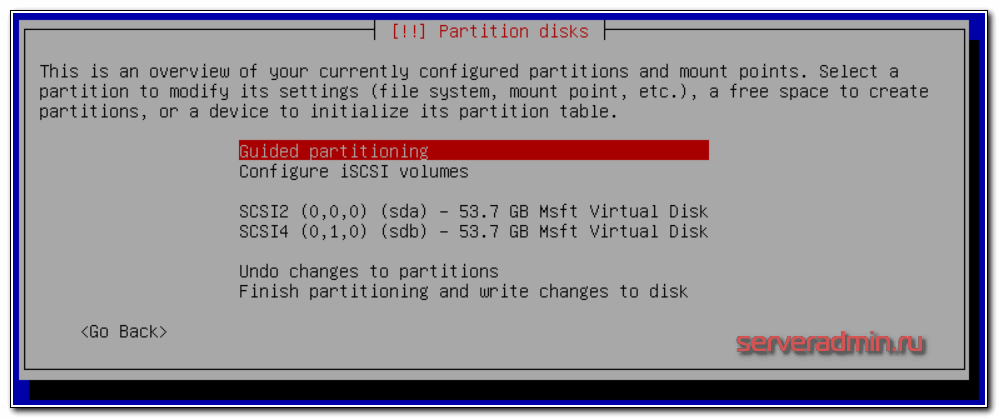 [!!] Partition disks
This is an overview of your currently configured partitions and mount points. Select a
partition to modify its settings (file system, mount point, etc.), a free space to create
partitions, or a device to initialize its partition table.
Guided partitioning
Configure iSCSI volumes
SCSI2 (0,0,0) (sda) - 53.7 GB Msft Virtual Disk
SCSI4 (0,1,0) (sdb) - 53.7 GB Msft Virtual Disk
Undo changes to partitions
Finish partitioning and write changes to disk
<Go Back>
serveradmin.ru